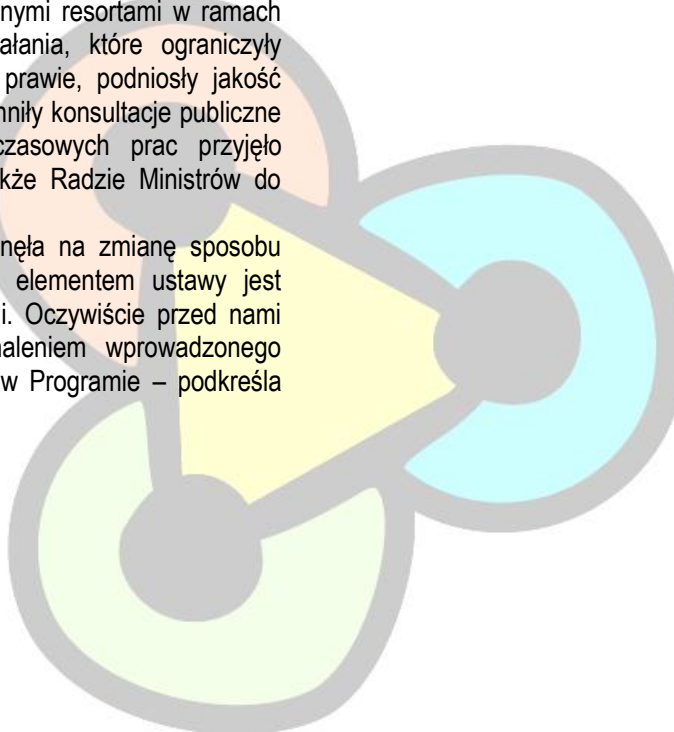 nymi resortami w ramach
ałania, które ograniczyły
prawie, podniosły jakość
niły konsultacje publiczne
czasowych prac przyjęło
kże Radzie Ministrów do
nęła na zmianę sposobu
elementem ustawy jest
i. Oczywiście przed nami
aleniem wprowadzonego
w Programie – podkreśla